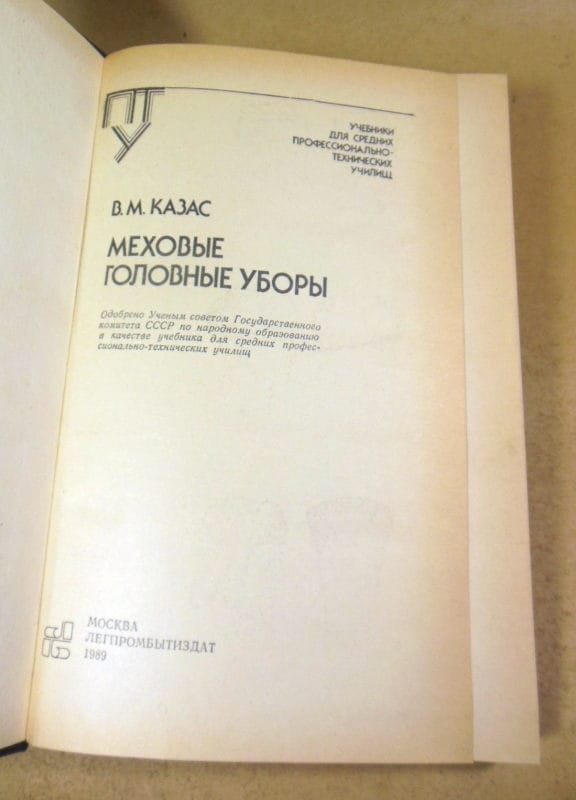 ПТУ
УЧЕБНИКИ
ДЛЯ СРЕДНИХ
ПРОФЕССИОНАЛЬНО-
ТЕХНИЧЕСКИХ
УЧИЛИЩ
В. М. КАЗАС
МЕХОВЫЕ
ГОЛОВНЫЕ УБОРЫ
Одобрено Ученым советом Государственного
комитета СССР по народному образованию
в качестве учебника для средних профес-
сионально-технических училищ
МОСКВА
ЛЕГПРОМБЫТИЗДАТ
1989